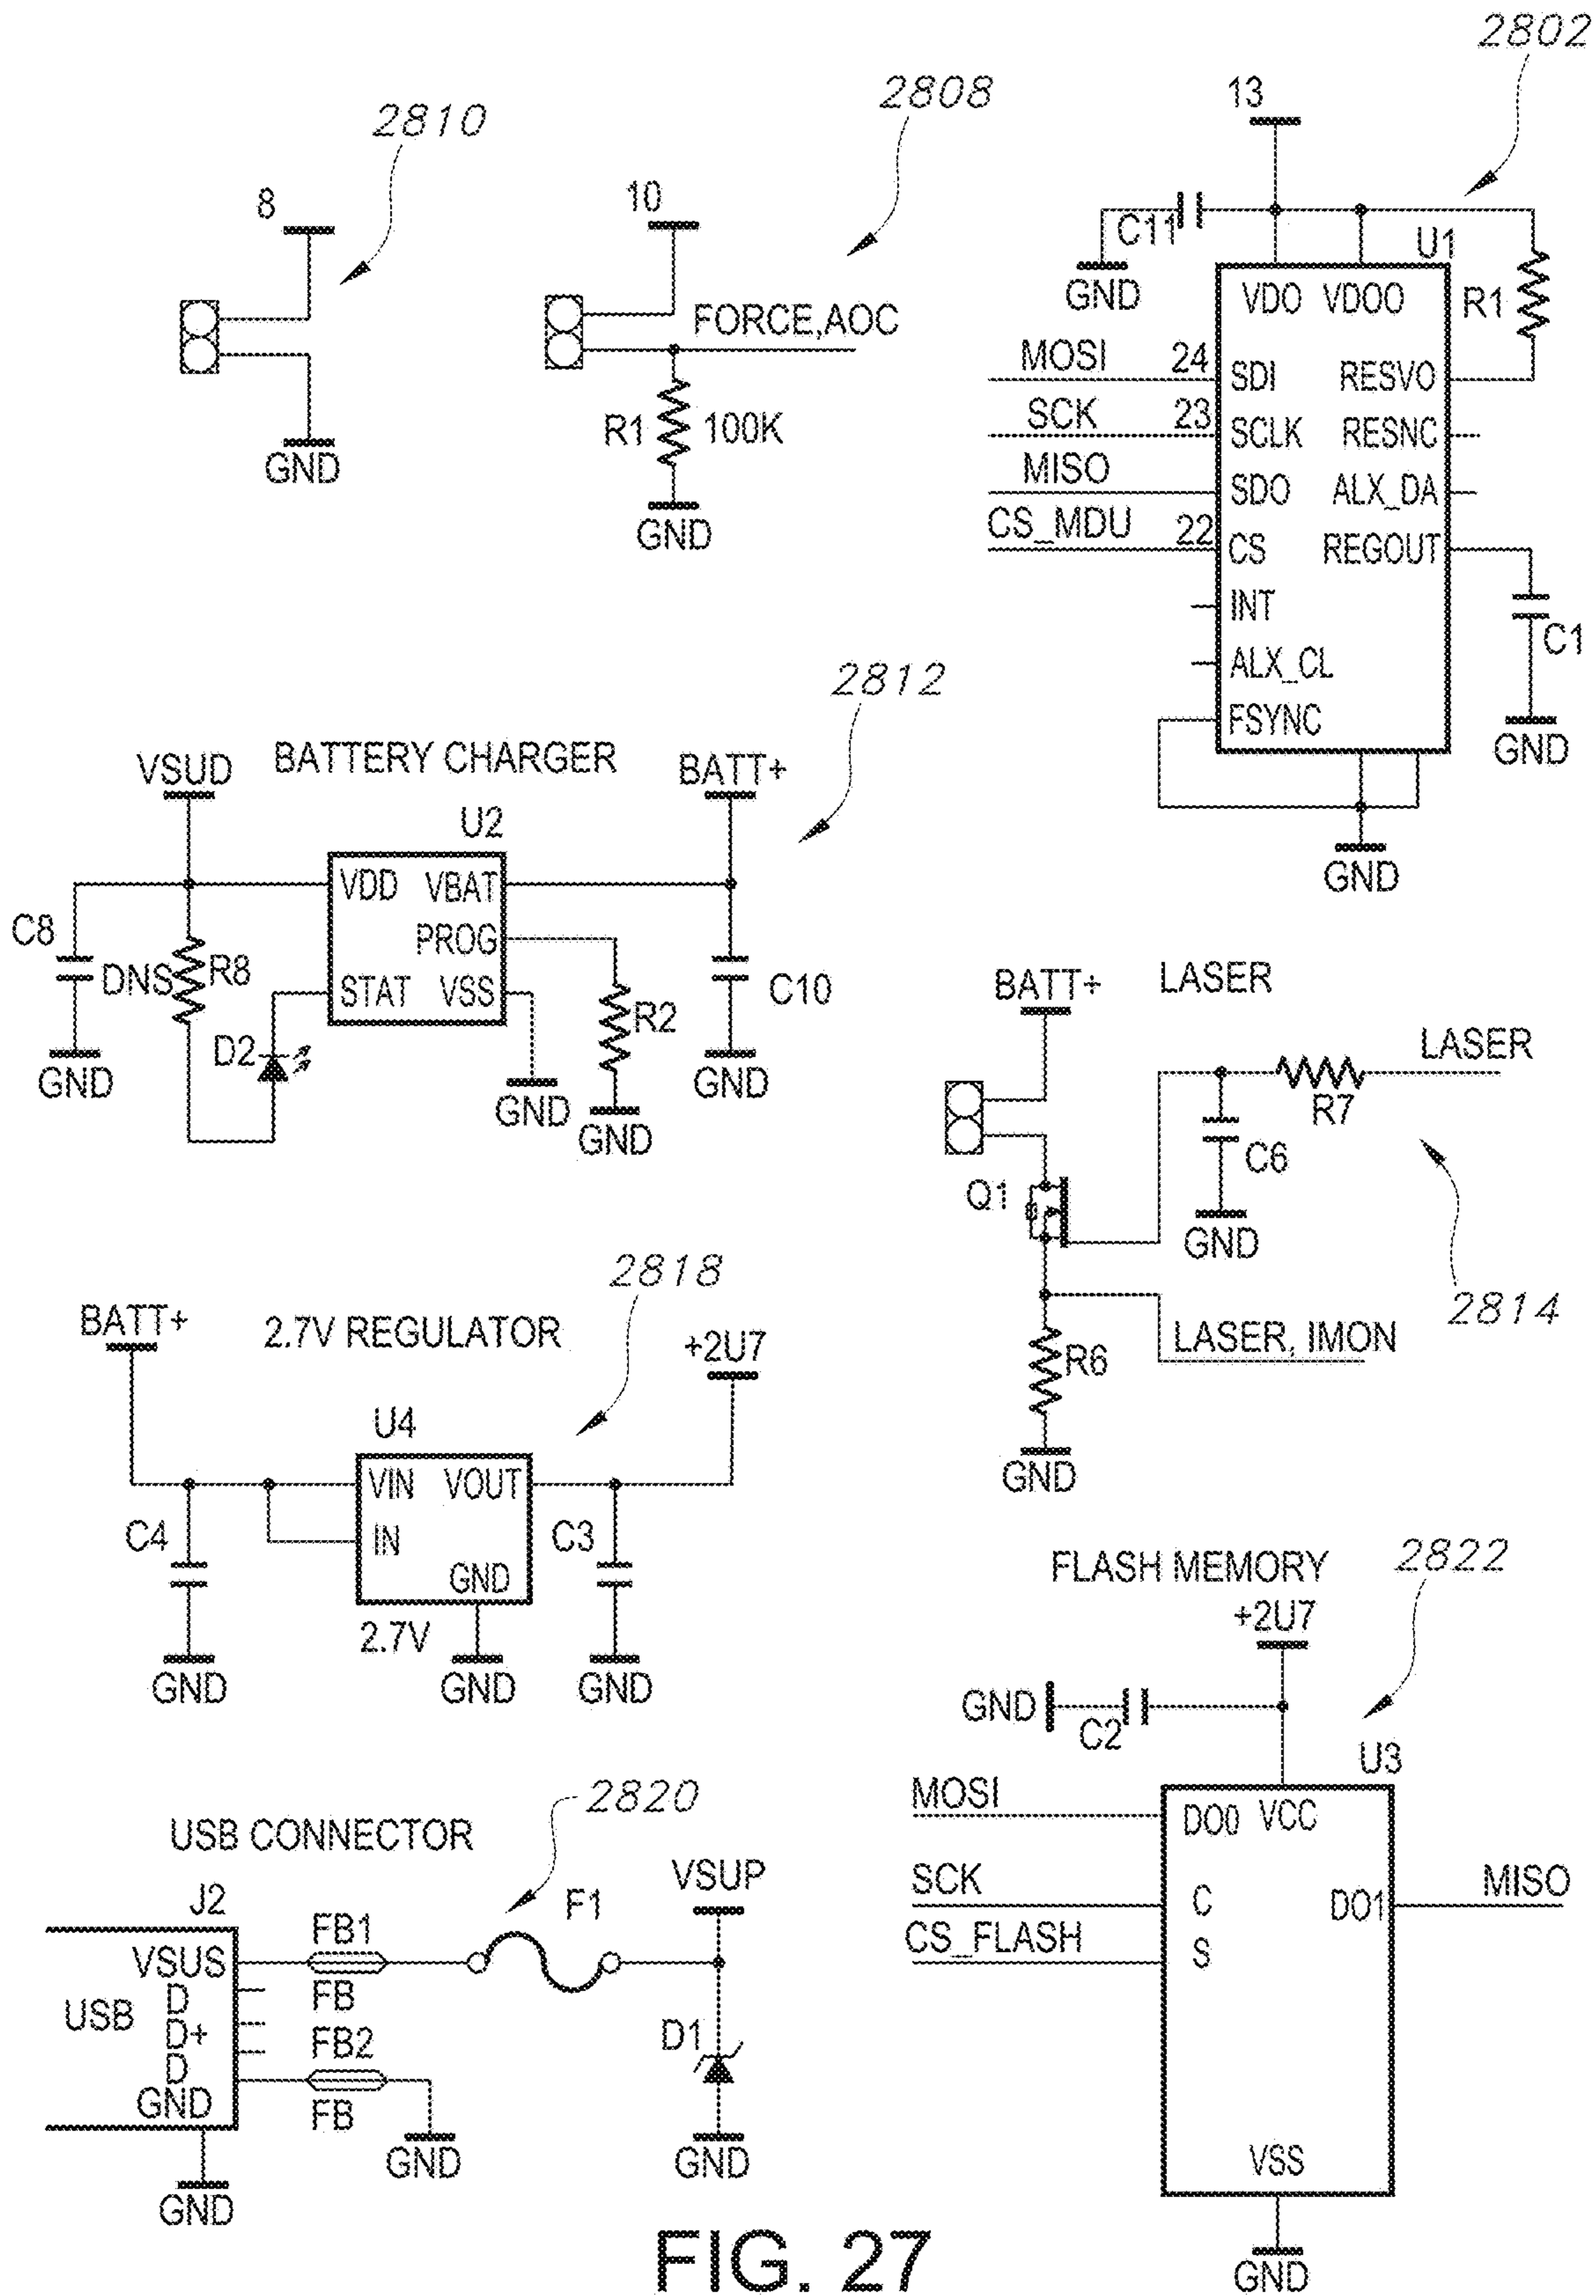 2802
2808
2810
13
10
8
C11
U1
GND
VDO VDOO
R1
FORCE,AOC
MOSI 24 SDI RESVO
R1 100K
SCK 23 SCLK RESNC
GND
MISO SDO ALX_DA
GND
CS_MDU 22 CS REGOUT
INT
C1
ALX_CL
FSYNC
GND
GND
2812
BATTERY CHARGER
VSUD
BATT+
U2
VDD VBAT
PROG
STAT VSS
C8
DNS
R8
R2
C10
D2
GND
GND
GND
GND
LASER
BATT+
LASER
R7
C6
Q1
GND
2814
LASER, IMON
R6
GND
2818
BATT+
2.7V REGULATOR
+2U7
U4
VIN VOUT
IN
GND
C4
C3
2.7V
GND
GND
GND
2822
FLASH MEMORY
+2U7
GND
C2
U3
MOSI
DO0 VCC
SCK
C
DO1
MISO
CS_FLASH
S
VSS
GND
2820
USB CONNECTOR
VSUP
J2
FB1
F1
VSUS
FB
USB
D
D+
D
GND
FB2
FB
D1
GND
GND
GND
FIG. 27